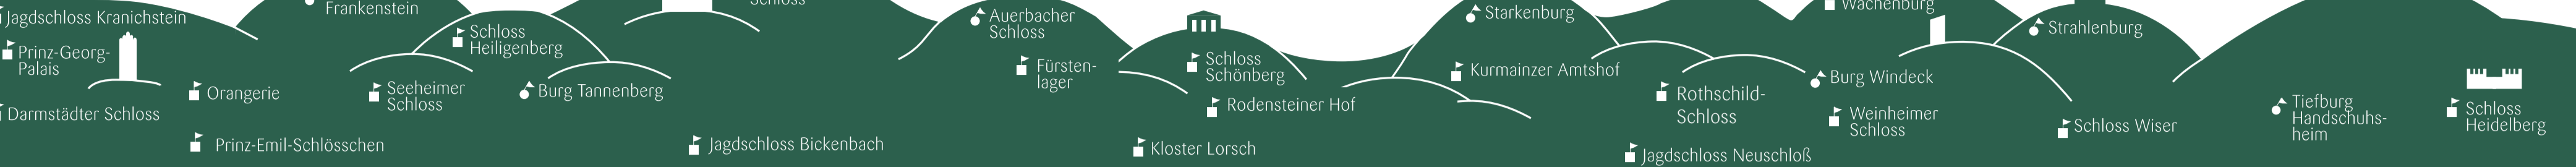 Jagdschloss Kranichstein
Prinz-Georg-
Palais
Darmstädter Schloss
Orangerie
Prinz-Emil-Schlösschen
Frankenstein
Schloss
Heiligenberg
Seeheimer
Schloss
Burg Tannenberg
Schloss
Jagdschloss Bickenbach
Auerbacher
Schloss
Fürsten-
lager
Schloss
Schönberg
Rodensteiner Hof
Kloster Lorsch
Starkenburg
Kurmainzer Amtshof
Rothschild-
Schloss
Jagdschloss Neuschloß
Wachenburg
Burg Windeck
Weinheimer
Schloss
Strahlenburg
Schloss Wiser
Tiefburg
Handschuhs-
heim
Schloss
Heidelberg